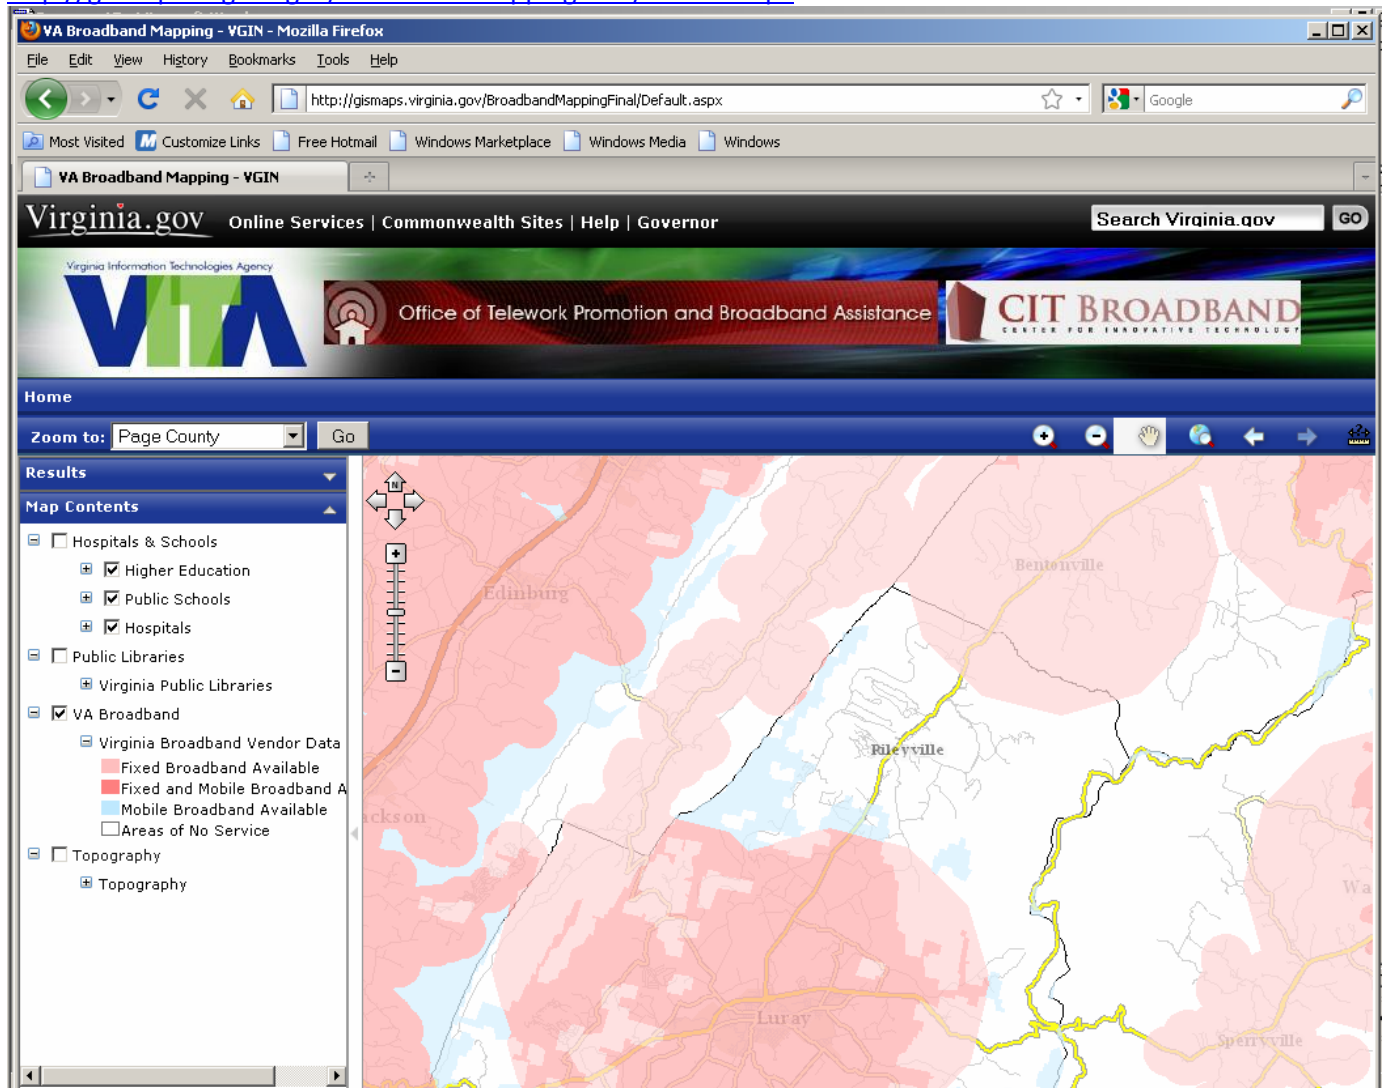 VA Broadband Mapping - VGIN - Mozilla Firefox
File Edit View History Bookmarks Tools Help
http://gismaps.virginia.gov/BroadbandMappingFinal/Default.aspx
Google
Most Visited Customize Links Free Hotmail Windows Marketplace Windows Media Windows
VA Broadband Mapping - VGIN
Virginia.gov Online Services | Commonwealth Sites | Help | Governor
Search Virginia.gov GO
Virginia Information Technologies Agency
VITA
Office of Telework Promotion and Broadband Assistance
CIT BROADBAND
CENTER FOR INNOVATIVE TECHNOLOGY
Home
Zoom to: Page County Go
Results
Map Contents
N
Hospitals & Schools
Higher Education
Public Schools
Hospitals
Public Libraries
Virginia Public Libraries
VA Broadband
Virginia Broadband Vendor Data
Fixed Broadband Available
Fixed and Mobile Broadband A
Mobile Broadband Available
Areas of No Service
Topography
Topography
Bentonville
Edinburg
Rileyville
ackson
Wa
Luray
Sperryville